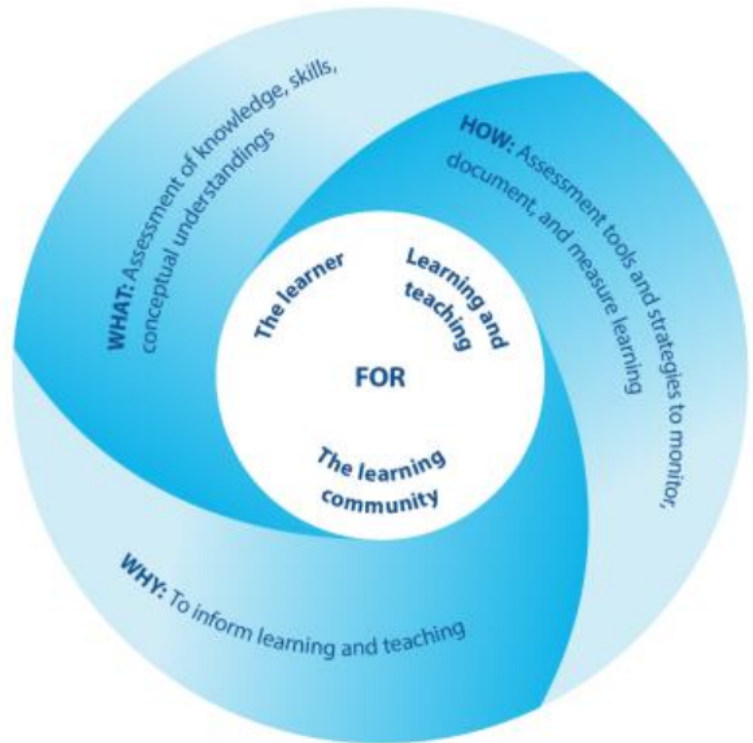 WHAT: Assessment of knowledge, skills,
conceptual understandings
HOW: Assessment tools and strategies to monitor,
document, and measure learning
The learner
Learning and
teaching
FOR
The learning
community
WHY: To inform learning and teaching